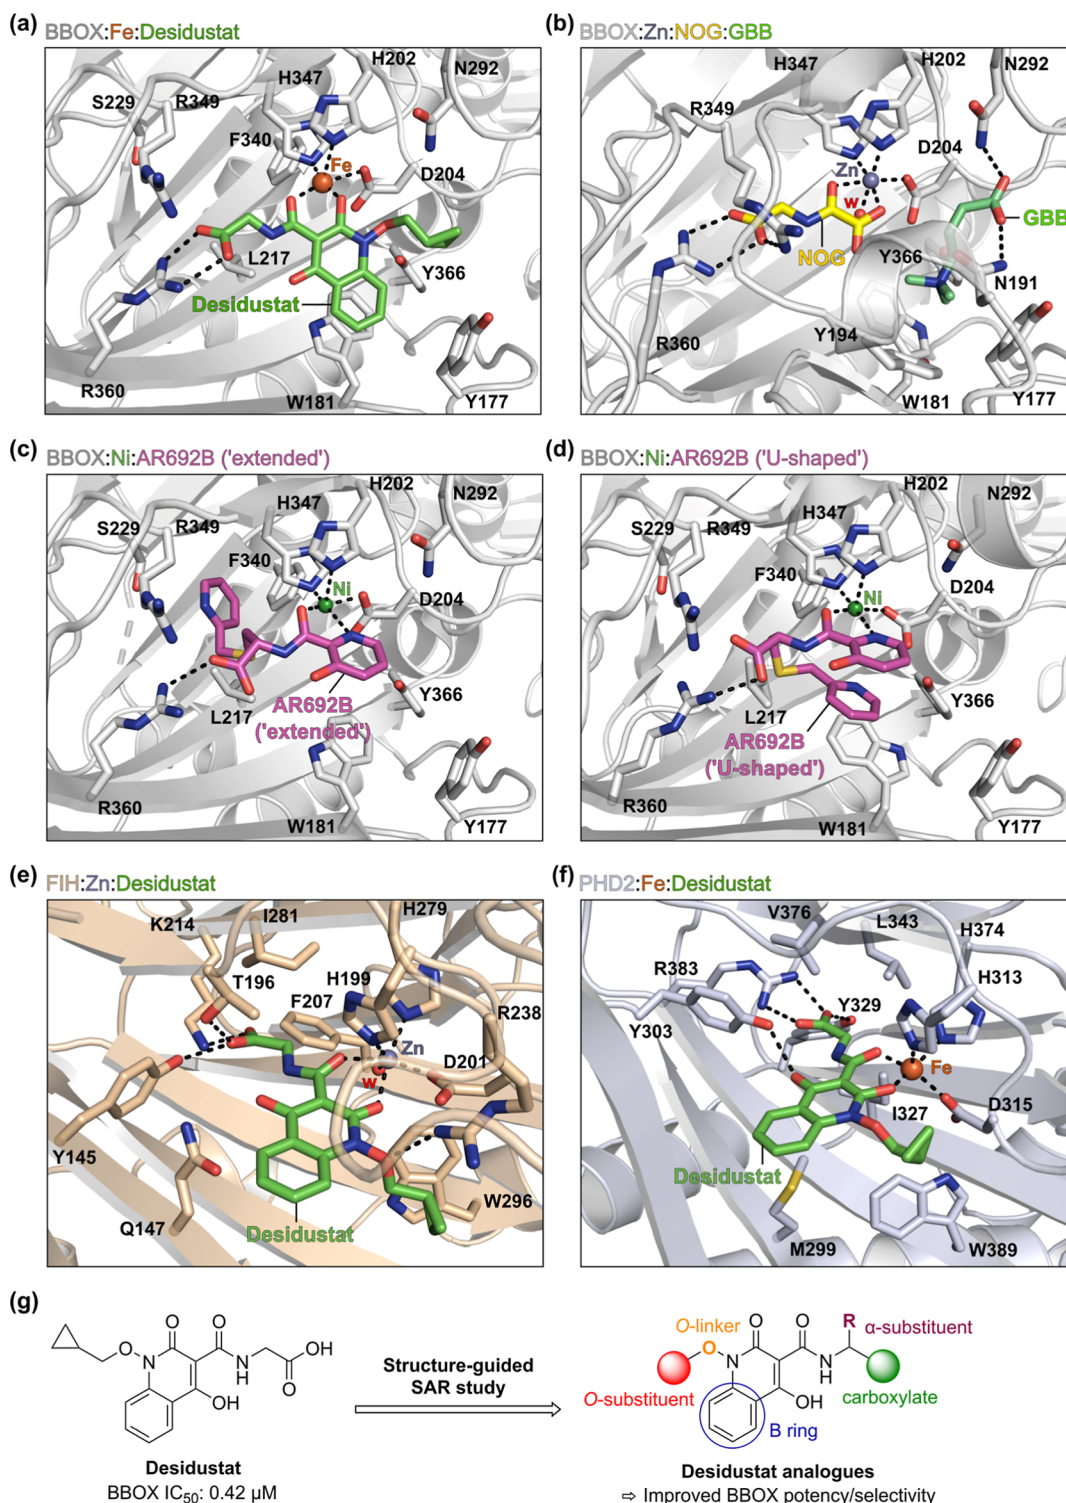 (a) BBOX:Fe:Desidustat
H202
H347
N292
S229
R349
F340
Fe
D204
L217
Y366
Desidustat
R360
W181
Y177
(b) BBOX:Zn:NOG:GBB
H202
H347
N292
R349
D204
Zn
w
GBB
NOG
Y366
N191
Y194
R360
W181
Y177
(c) BBOX:Ni:AR692B ('extended')
H202
H347
N292
S229
R349
F340
Ni
D204
Y366
L217
AR692B
('extended')
R360
W181
Y177
(d) BBOX:Ni:AR692B ('U-shaped')
H202
N292
H347
S229
R349
F340
Ni
D204
Y366
L217
AR692B
('U-shaped')
R360
W181
Y177
(e) FIH:Zn:Desidustat
H279
I281
K214
T196
H199
F207
R238
Zn
w
D201
Y145
W296
Q147
Desidustat
(f) PHD2:Fe:Desidustat
V376
L343
H374
R383
H313
Y329
Y303
Fe
I327
D315
Desidustat
M299
W389
(g)
O
O
O
N
N
H
OH
O
OH
Desidustat
BBOX IC50: 0.42 μM
Structure-guided
SAR study
O-linker
O
O
R
α-substituent
O
N
N
H
OH
O-substituent
carboxylate
B ring
Desidustat analogues
⇨ Improved BBOX potency/selectivity